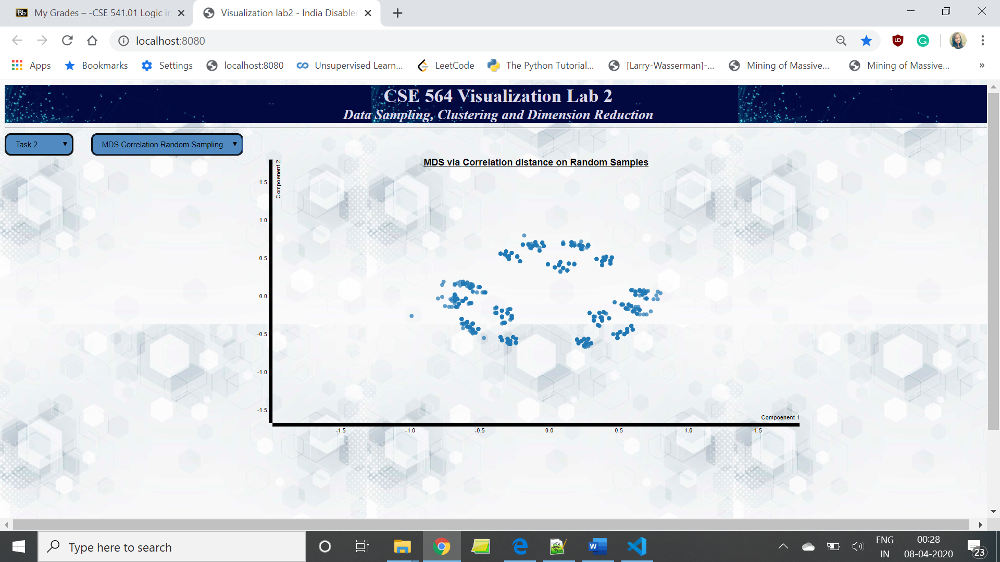 My Grades – -CSE 541.01 Logic in
Visualization lab2 - India Disabled
localhost:8080
Apps
Bookmarks
Settings
localhost:8080
Unsupervised Learn...
LeetCode
The Python Tutorial...
[Larry-Wasserman]-...
Mining of Massive...
Mining of Massive...
»
CSE 564 Visualization Lab 2
Data Sampling, Clustering and Dimension Reduction
Task 2
MDS Correlation Random Sampling
MDS via Correlation distance on Random Samples
Compoenent 2
1.5
1.0
0.5
0.0
-0.5
-1.0
-1.5
Compoenent 1
-1.5 -1.0 -0.5 0.0 0.5 1.0 1.5
Type here to search
ENG
IN
00:28
08-04-2020
23